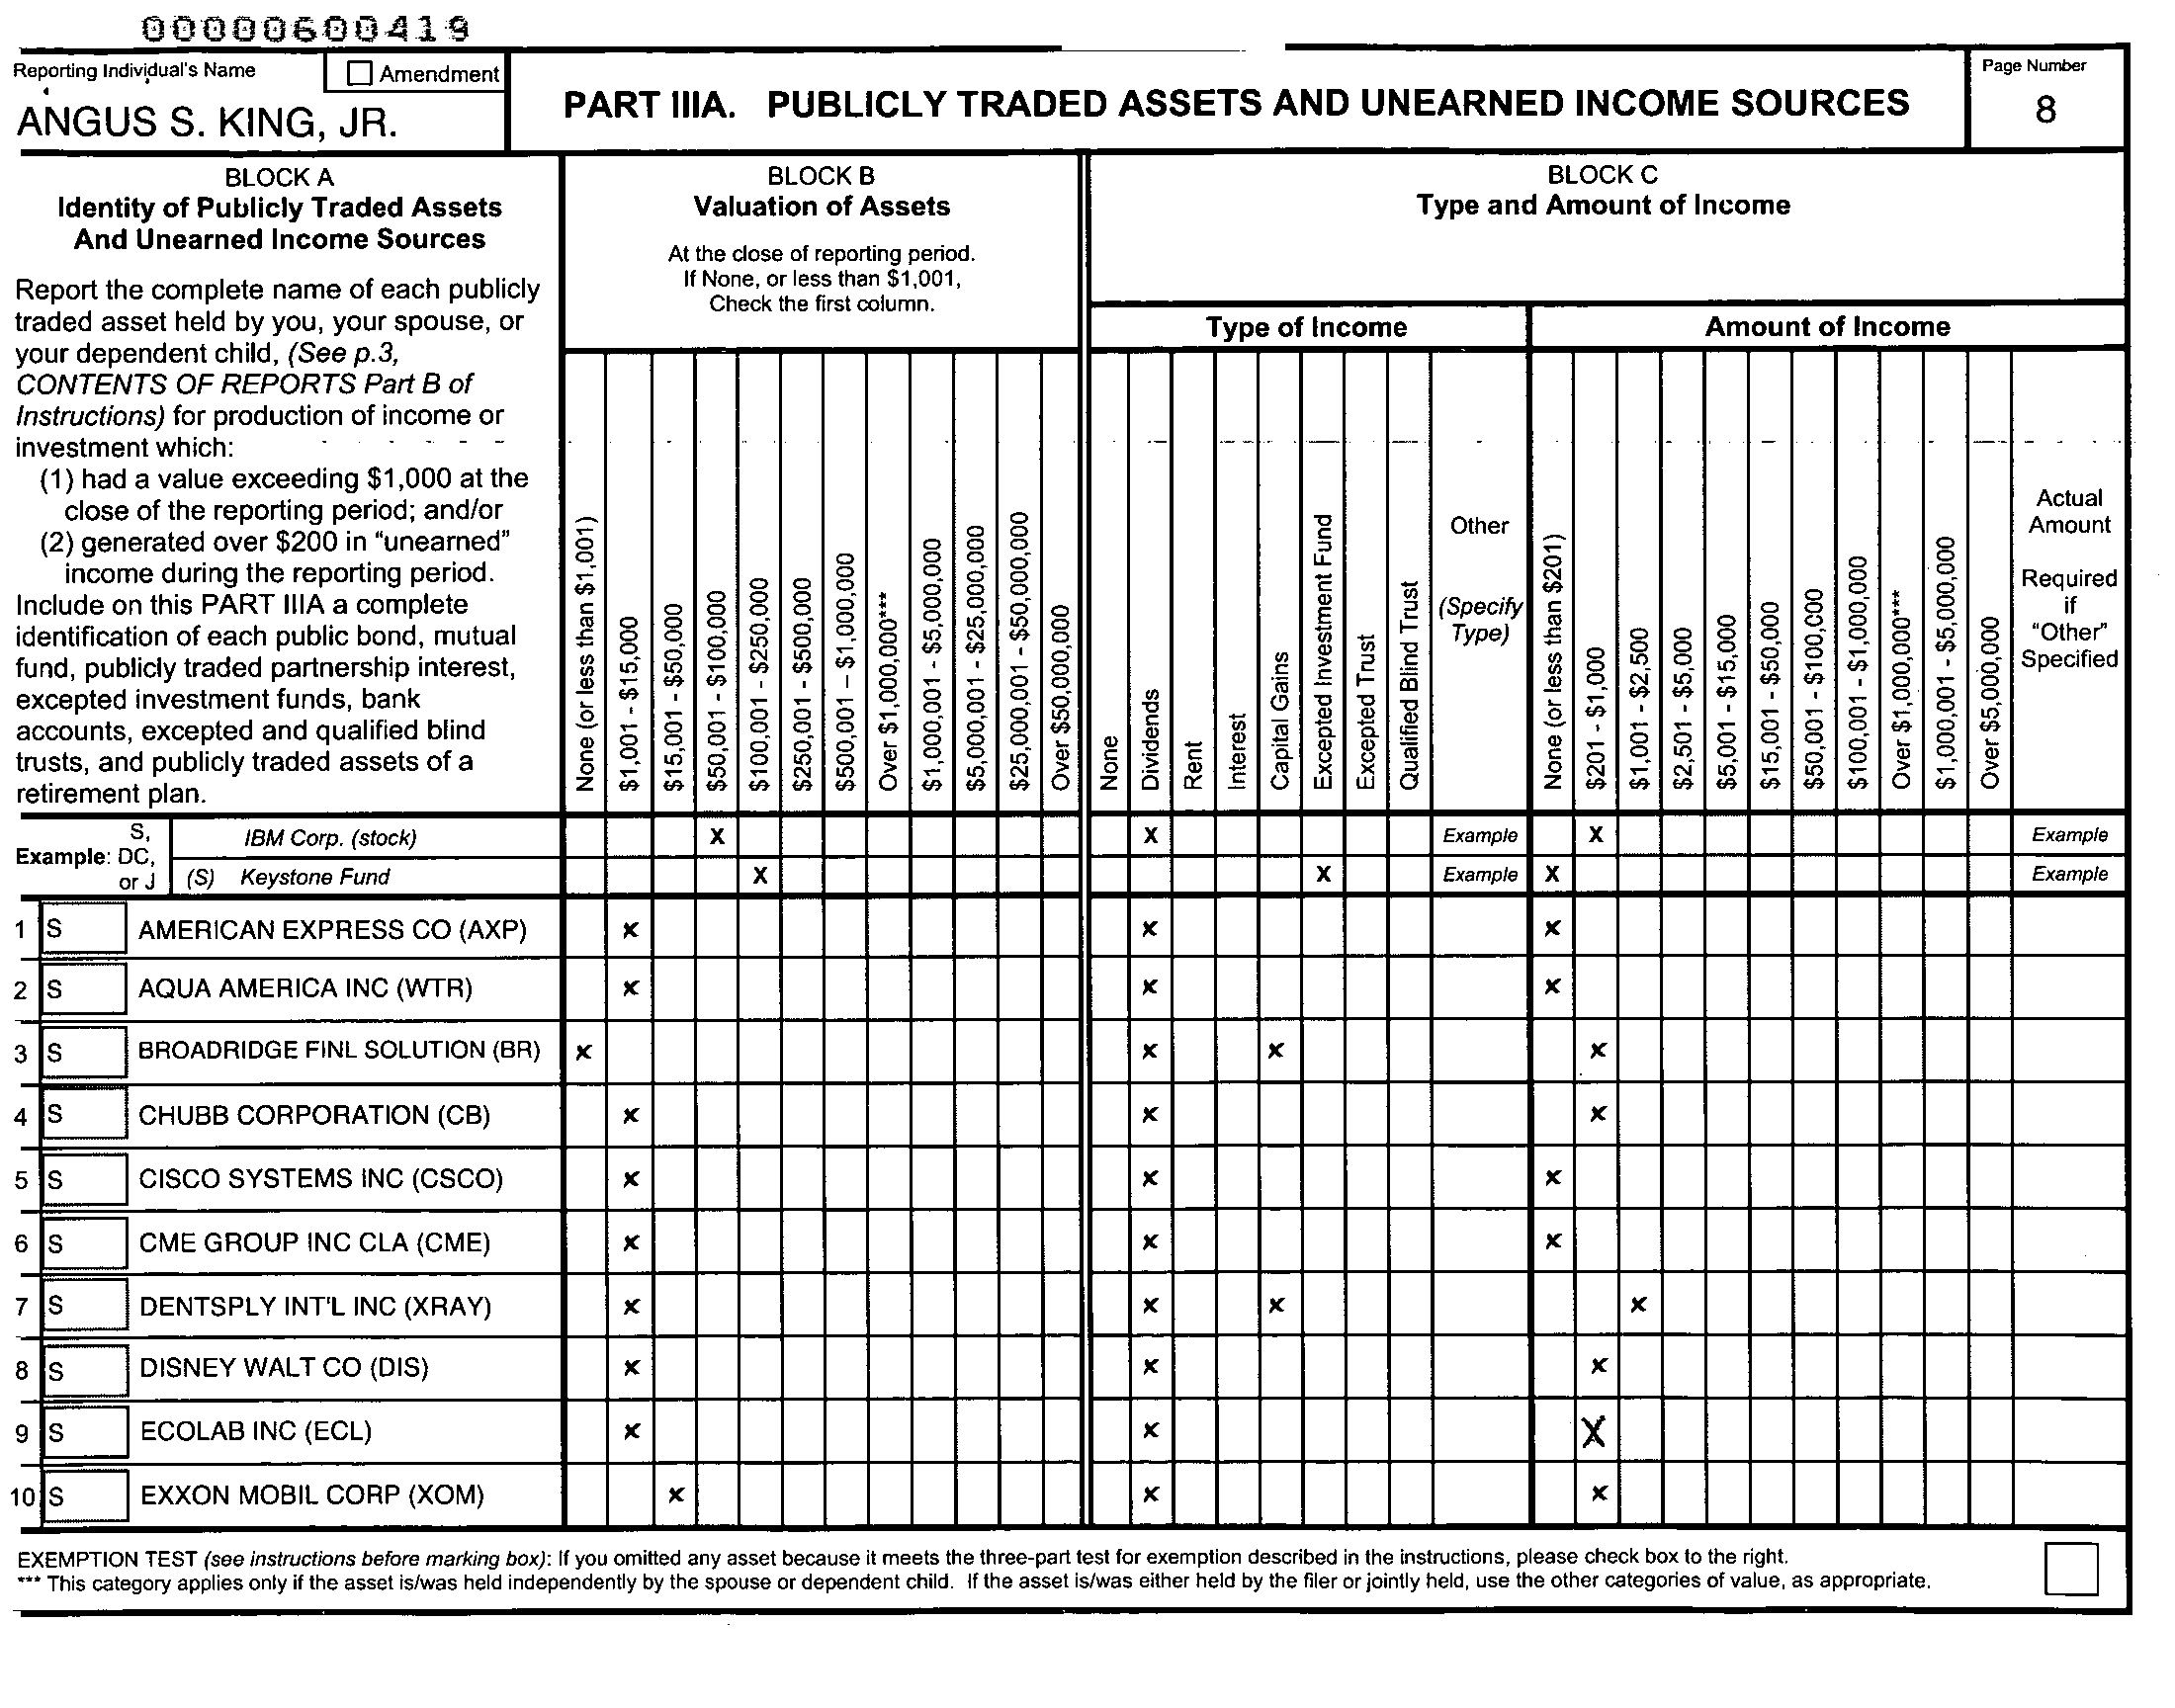 00000600419
Reporting Individual's Name
Amendment
ANGUS S. KING, JR.
PART IIIA. PUBLICLY TRADED ASSETS AND UNEARNED INCOME SOURCES
Page Number
8
BLOCK A
Identity of Publicly Traded Assets
And Unearned Income Sources
Report the complete name of each publicly
traded asset held by you, your spouse, or
your dependent child, (See p.3,
CONTENTS OF REPORTS Part B of
Instructions) for production of income or
investment which:
(1) had a value exceeding $1,000 at the
close of the reporting period; and/or
(2) generated over $200 in “unearned”
income during the reporting period.
Include on this PART IIIA a complete
identification of each public bond, mutual
fund, publicly traded partnership interest,
excepted investment funds, bank
accounts, excepted and qualified blind
trusts, and publicly traded assets of a
retirement plan.
BLOCK B
Valuation of Assets
At the close of reporting period.
If None, or less than $1,001,
Check the first column.
None (or less than $1,001)
$1,001 - $15,000
$15,001 - $50,000
$50,001 - $100,000
$100,001 - $250,000
$250,001 - $500,000
$500,001 – $1,000,000
Over $1,000,000***
$1,000,001 - $5,000,000
$5,000,001 - $25,000,000
$25,000,001 - $50,000,000
Over $50,000,000
BLOCK C
Type and Amount of Income
Type of Income
None
Dividends
Rent
Interest
Capital Gains
Excepted Investment Fund
Excepted Trust
Qualified Blind Trust
Other
(Specify
Type)
Amount of Income
None (or less than $201)
$201 - $1,000
$1,001 - $2,500
$2,501 - $5,000
$5,001 - $15,000
$15,001 - $50,000
$50,001 - $100,000
$100,001 - $1,000,000
Over $1,000,000***
$1,000,001 - $5,000,000
Over $5,000,000
Actual
Amount
Required
if
“Other”
Specified
Example: S, DC, or J
IBM Corp. (stock) X X Example X Example
(S) Keystone Fund X X Example X Example
1 S AMERICAN EXPRESS CO (AXP) x x x
2 S AQUA AMERICA INC (WTR) x x x
3 S BROADRIDGE FINL SOLUTION (BR) x x x x
4 S CHUBB CORPORATION (CB) x x x
5 S CISCO SYSTEMS INC (CSCO) x x x
6 S CME GROUP INC CLA (CME) x x x
7 S DENTSPLY INT'L INC (XRAY) x x x x
8 S DISNEY WALT CO (DIS) x x x
9 S ECOLAB INC (ECL) x x X
10 S EXXON MOBIL CORP (XOM) x x x
EXEMPTION TEST (see instructions before marking box): If you omitted any asset because it meets the three-part test for exemption described in the instructions, please check box to the right.
*** This category applies only if the asset is/was held independently by the spouse or dependent child. If the asset is/was either held by the filer or jointly held, use the other categories of value, as appropriate.